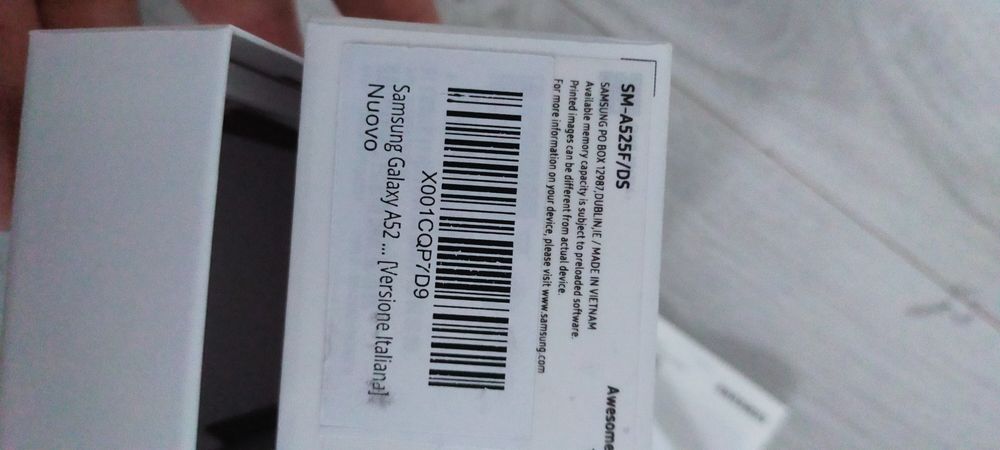 SM-A525F/DS
SAMSUNG PO BOX 12987,DUBLIN,IE / MADE IN VIETNAM
Available memory capacity is subject to preloaded software.
Printed images can be different from actual device.
For more information on your device, please visit www.samsung.com
Awesome
X001CQP7D9
Samsung Galaxy A52 ... [Versione Italiana]
Nuovo